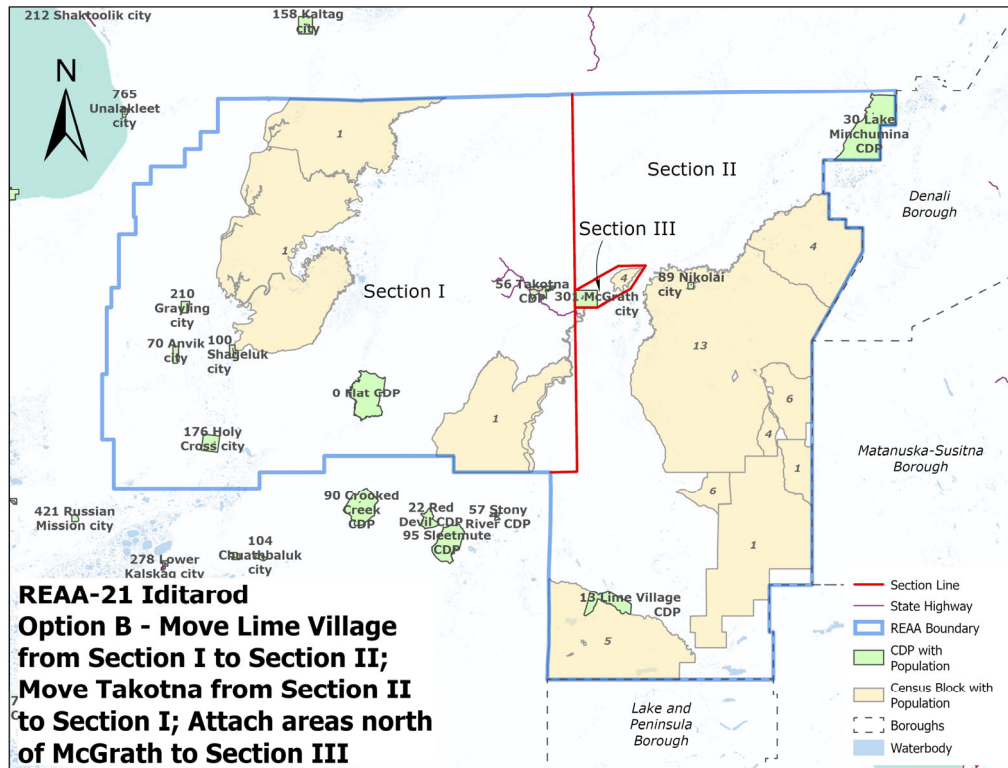 212 Shaktoolik city
158 Kaltag
city
N
765
Unalakleet
city
1
30 Lake
Minchumina
CDP
Section II
Denali
Borough
Section III
1
4
Section I
4
56 Takotna
CDP
301 McGrath
city
89 Nikolai
city
210
Grayling
city
70 Anvik
city
100
Shageluk
city
13
0 Flat CDP
6
1
4
176 Holy
Cross city
1
Matanuska-Susitna
Borough
6
90 Crooked
Creek
CDP
22 Red
Devil CDP
57 Stony
River CDP
95 Sleetmute
CDP
421 Russian
Mission city
104
Chuathbaluk
city
278 Lower
Kalskag city
1
13 Lime Village
CDP
5
REAA-21 Iditarod
Option B - Move Lime Village
from Section I to Section II;
Move Takotna from Section II
to Section I; Attach areas north
of McGrath to Section III
7
Lake and
Peninsula
Borough
Section Line
State Highway
REAA Boundary
CDP with
Population
Census Block with
Population
Boroughs
Waterbody